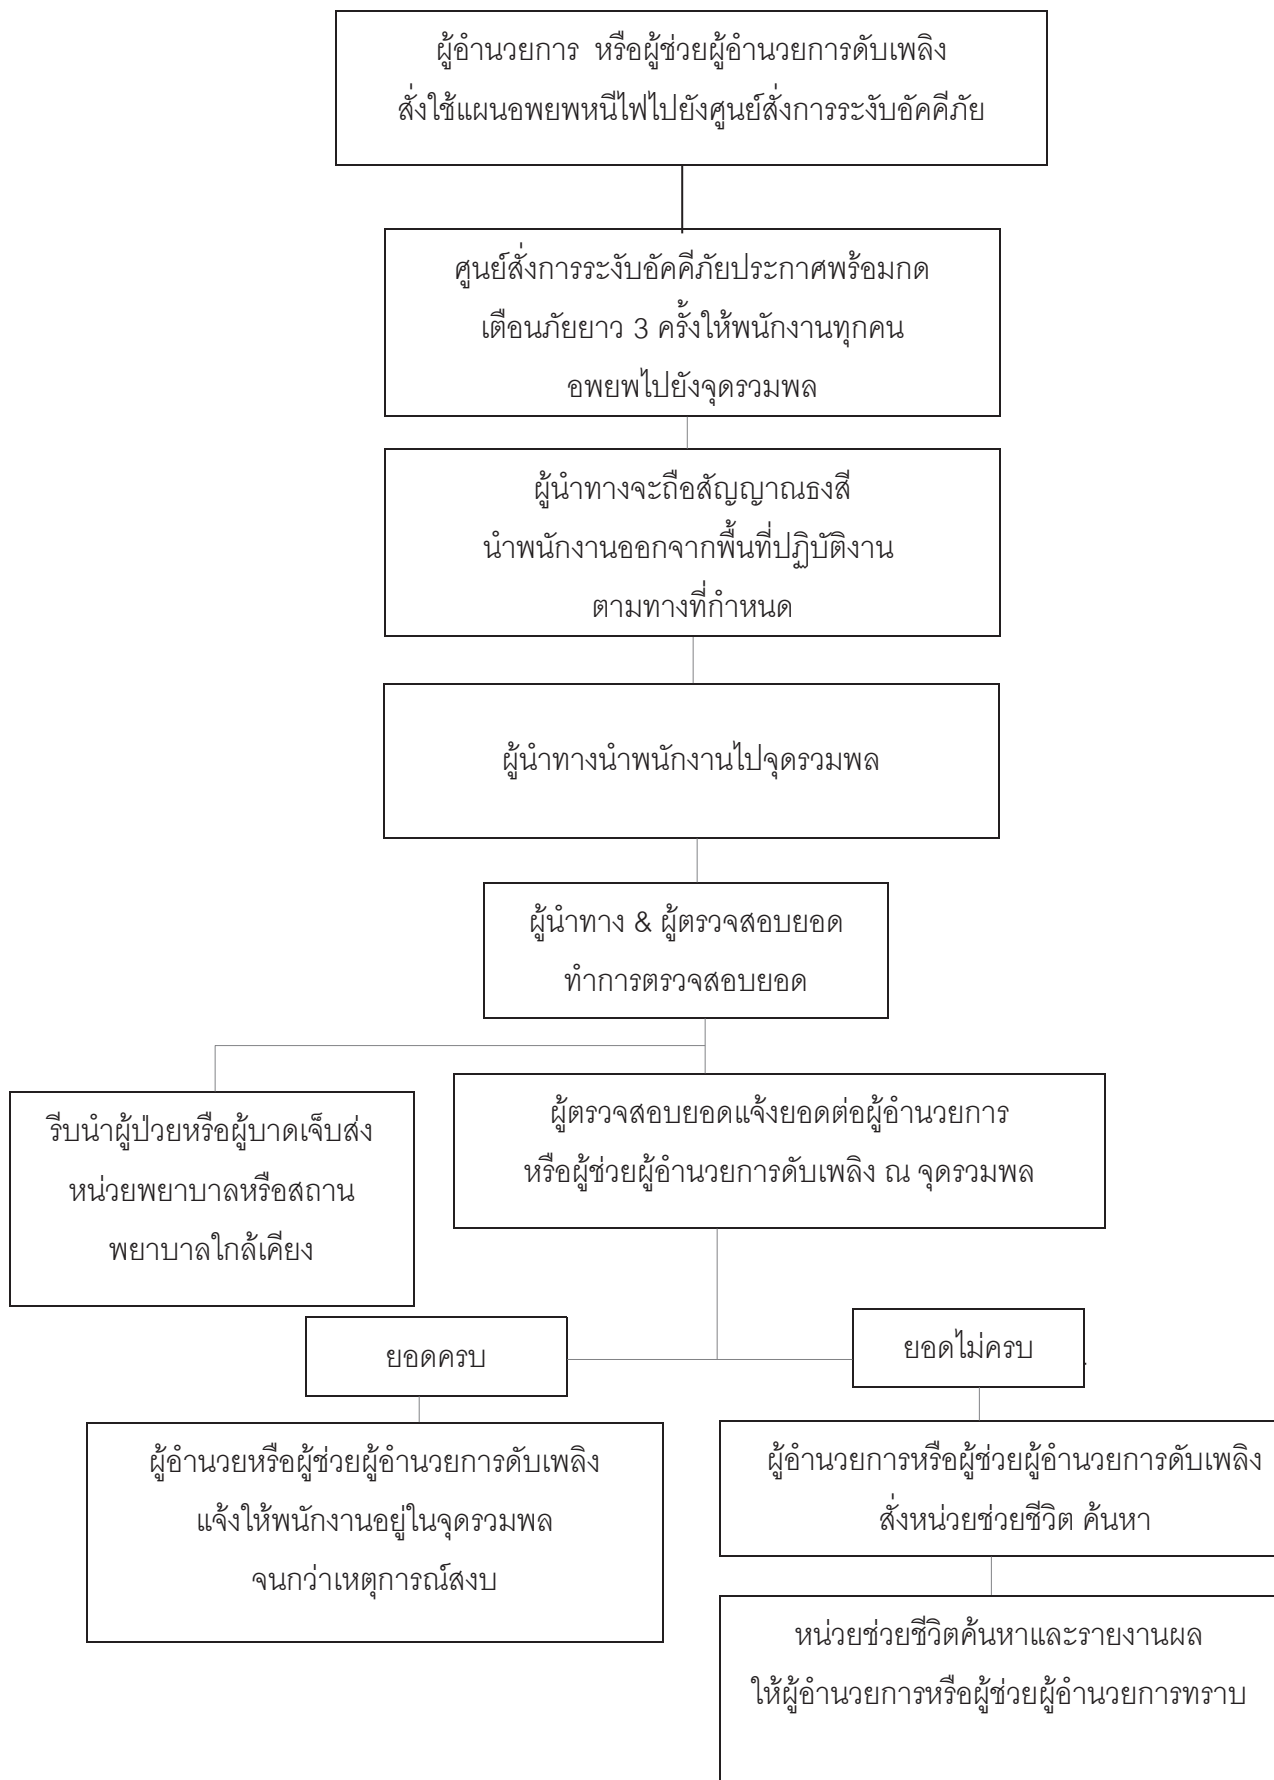 ผู้อำนวยการ หรือผู้ช่วยผู้อำนวยการดับเพลิง
สั่งใช้แผนอพยพหนีไฟไปยังศูนย์สั่งการระงับอัคคีภัย
ศูนย์สั่งการระงับอัคคีภัยประกาศพร้อมกด
เตือนภัยยาว 3 ครั้งให้พนักงานทุกคน
อพยพไปยังจุดรวมพล
ผู้นำทางจะถือสัญญาณธงสี
นำพนักงานออกจากพื้นที่ปฏิบัติงาน
ตามทางที่กำหนด
ผู้นำทางนำพนักงานไปจุดรวมพล
ผู้นำทาง & ผู้ตรวจสอบยอด
ทำการตรวจสอบยอด
รีบนำผู้ป่วยหรือผู้บาดเจ็บส่ง
หน่วยพยาบาลหรือสถาน
พยาบาลใกล้เคียง
ผู้ตรวจสอบยอดแจ้งยอดต่อผู้อำนวยการ
หรือผู้ช่วยผู้อำนวยการดับเพลิง ณ จุดรวมพล
ยอดครบ
ยอดไม่ครบ
ผู้อำนวยหรือผู้ช่วยผู้อำนวยการดับเพลิง
แจ้งให้พนักงานอยู่ในจุดรวมพล
จนกว่าเหตุการณ์สงบ
ผู้อำนวยการหรือผู้ช่วยผู้อำนวยการดับเพลิง
สั่งหน่วยช่วยชีวิต ค้นหา
หน่วยช่วยชีวิตค้นหาและรายงานผล
ให้ผู้อำนวยการหรือผู้ช่วยผู้อำนวยการทราบ